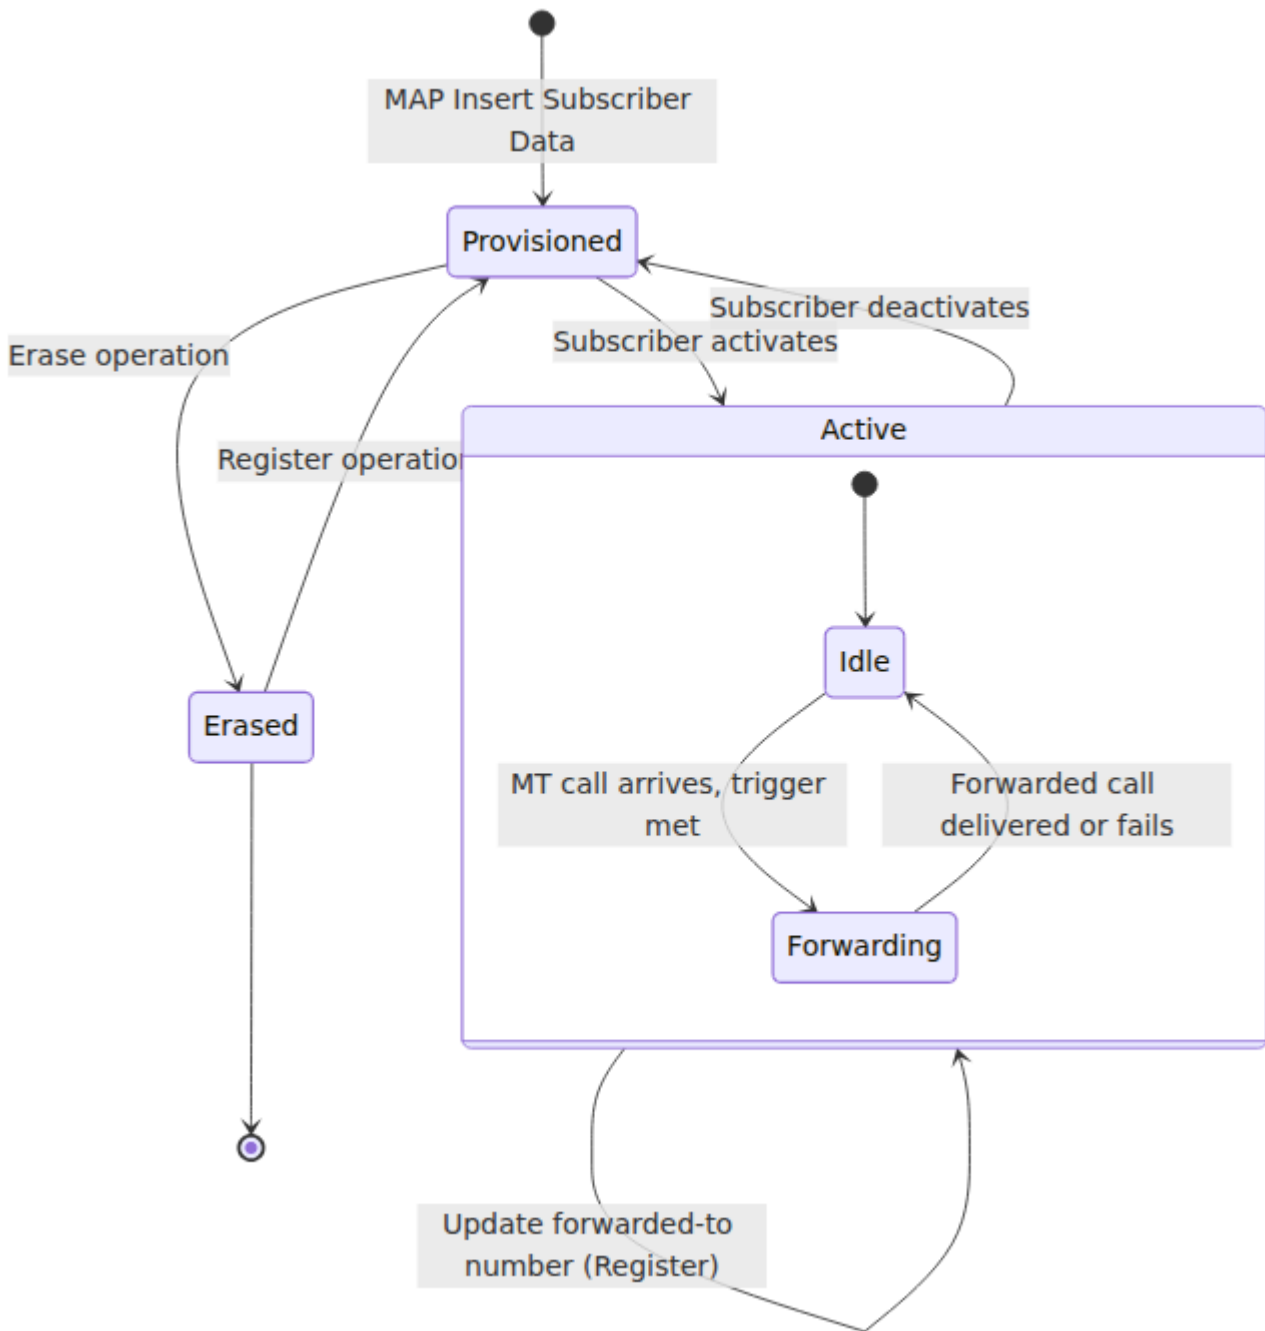 MAP Insert Subscriber
Data
Provisioned
Subscriber deactivates
Subscriber activates
Erase operation
Active
Register operation
Idle
Erased
MT call arrives, trigger
met
Forwarded call
delivered or fails
Forwarding
Update forwarded-to
number (Register)